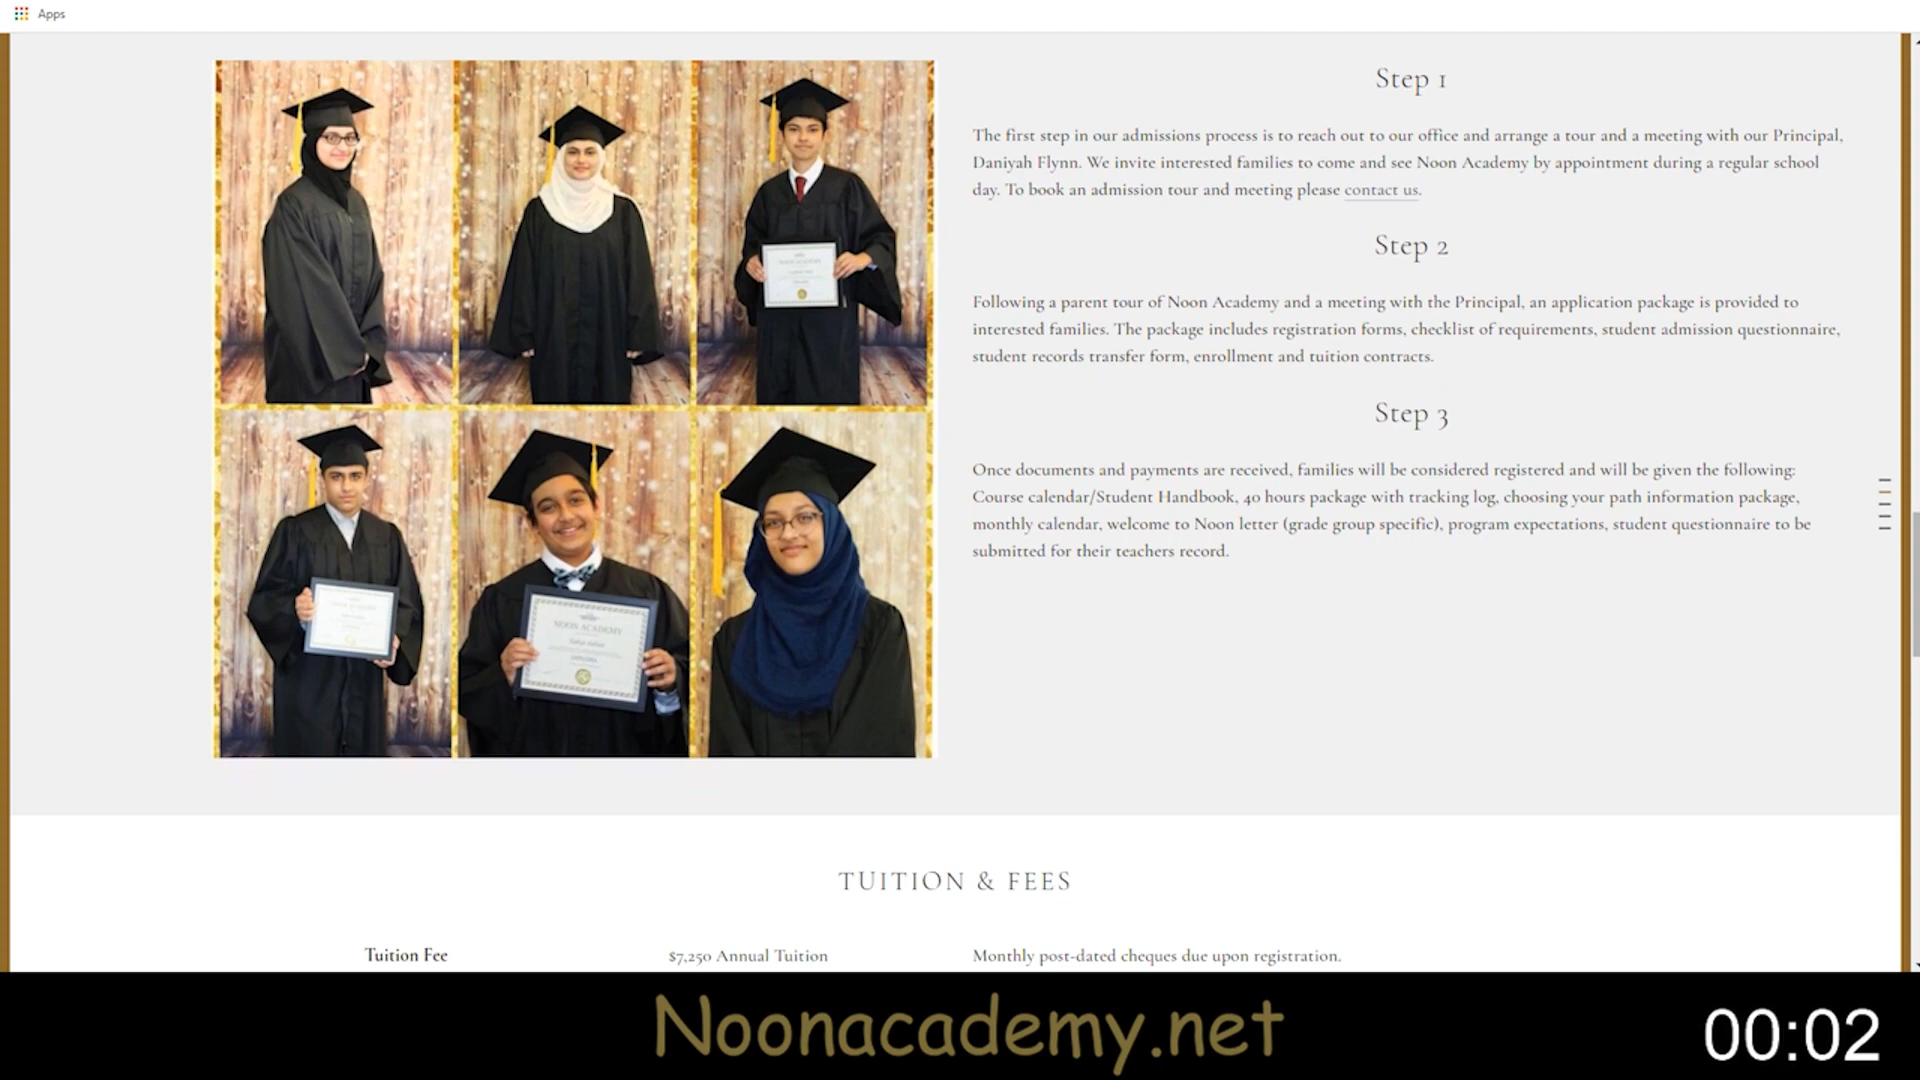 Apps
Step 1
The first step in our admissions process is to reach out to our office and arrange a tour and a meeting with our Principal,
Daniyah Flynn. We invite interested families to come and see Noon Academy by appointment during a regular school
day. To book an admission tour and meeting please contact us.
Step 2
Following a parent tour of Noon Academy and a meeting with the Principal, an application package is provided to
interested families. The package includes registration forms, checklist of requirements, student admission questionnaire,
student records transfer form, enrollment and tuition contracts.
Step 3
Once documents and payments are received, families will be considered registered and will be given the following:
Course calendar/Student Handbook, 40 hours package with tracking log, choosing your path information package,
monthly calendar, welcome to Noon letter (grade group specific), program expectations, student questionnaire to be
submitted for their teachers record.
NOON ACADEMY
NOON ACADEMY
DIPLOMA
TUITION & FEES
Tuition Fee $7,250 Annual Tuition Monthly post-dated cheques due upon registration.
Noonacademy.net
00:02